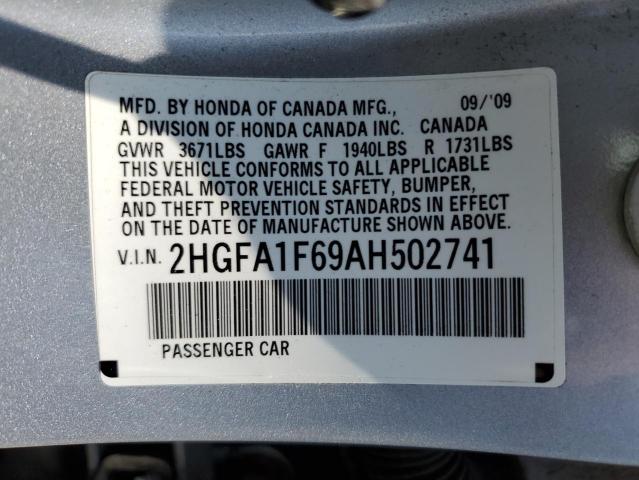 MFD. BY HONDA OF CANADA MFG., 09/'09
A DIVISION OF HONDA CANADA INC. CANADA
GVWR 3671LBS GAWR F 1940LBS R 1731LBS
THIS VEHICLE CONFORMS TO ALL APPLICABLE
FEDERAL MOTOR VEHICLE SAFETY, BUMPER,
AND THEFT PREVENTION STANDARDS IN EFFECT
ON THE DATE OF MANUFACTURE SHOWN ABOVE.
V.I.N. 2HGFA1F69AH502741
PASSENGER CAR